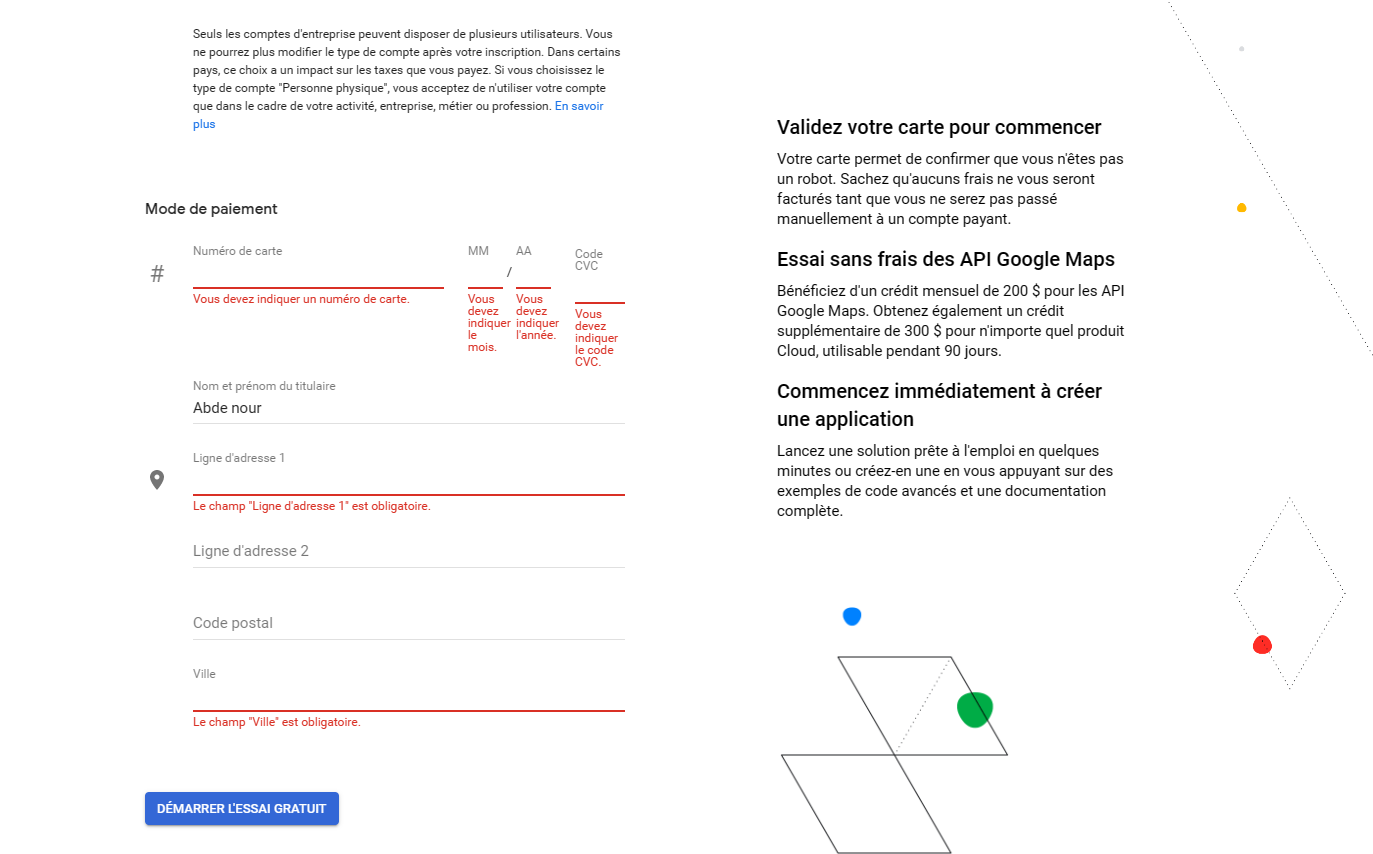 Seuls les comptes d'entreprise peuvent disposer de plusieurs utilisateurs. Vous
ne pourrez plus modifier le type de compte après votre inscription. Dans certains
pays, ce choix a un impact sur les taxes que vous payez. Si vous choisissez le
type de compte "Personne physique", vous acceptez de n'utiliser votre compte
que dans le cadre de votre activité, entreprise, métier ou profession. En savoir
plus
Mode de paiement
#
Numéro de carte
MM
/
AA
Code
CVC
Vous devez indiquer un numéro de carte.
Vous
devez
indiquer
le
mois.
Vous
devez
indiquer
l'année.
Vous
devez
indiquer
le code
CVC.
Nom et prénom du titulaire
Abde nour
Ligne d'adresse 1
Le champ "Ligne d'adresse 1" est obligatoire.
Ligne d'adresse 2
Code postal
Ville
Le champ "Ville" est obligatoire.
DÉMARRER L'ESSAI GRATUIT
Validez votre carte pour commencer
Votre carte permet de confirmer que vous n'êtes pas
un robot. Sachez qu'aucuns frais ne vous seront
facturés tant que vous ne serez pas passé
manuellement à un compte payant.
Essai sans frais des API Google Maps
Bénéficiez d'un crédit mensuel de 200 $ pour les API
Google Maps. Obtenez également un crédit
supplémentaire de 300 $ pour n'importe quel produit
Cloud, utilisable pendant 90 jours.
Commencez immédiatement à créer
une application
Lancez une solution prête à l'emploi en quelques
minutes ou créez-en une en vous appuyant sur des
exemples de code avancés et une documentation
complète.